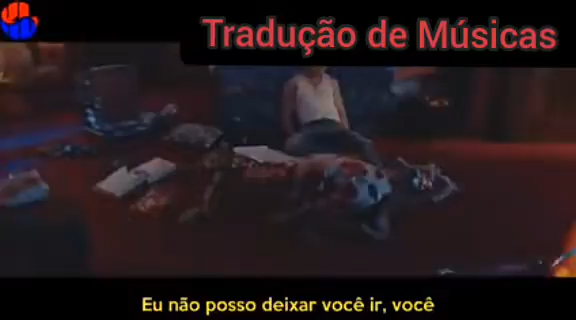 Tradução de Músicas
Eu não posso deixar você ir, você